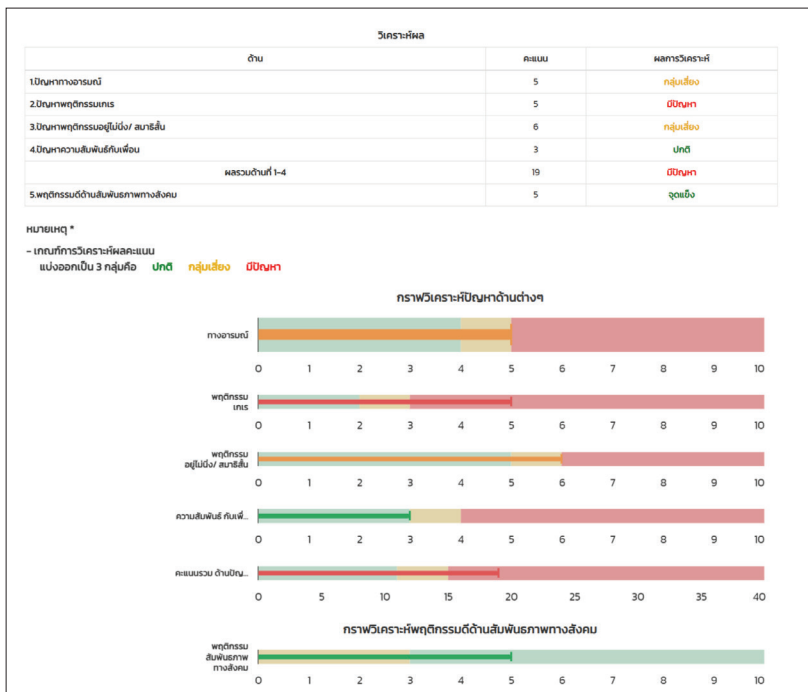 วิเคราะห์ผล
ด้าน คะแนน ผลการวิเคราะห์
1.ปัญหาทางอารมณ์ 5 กลุ่มเสี่ยง
2.ปัญหาพฤติกรรมเกเร 5 มีปัญหา
3.ปัญหาพฤติกรรมอยู่ไม่นิ่ง/ สมาธิสั้น 6 กลุ่มเสี่ยง
4.ปัญหาความสัมพันธ์กับเพื่อน 3 ปกติ
ผลรวมด้านที่ 1-4 19 มีปัญหา
5.พฤติกรรมดีด้านสัมพันธภาพทางสังคม 5 จุดแข็ง
หมายเหตุ *
- เกณฑ์การวิเคราะห์ผลคะแนน
แบ่งออกเป็น 3 กลุ่มคือ ปกติ กลุ่มเสี่ยง มีปัญหา
กราฟวิเคราะห์ปัญหาด้านต่างๆ
ทางอารมณ์
0 1 2 3 4 5 6 7 8 9 10
พฤติกรรม
เกเร
0 1 2 3 4 5 6 7 8 9 10
พฤติกรรม
อยู่ไม่นิ่ง/ สมาธิสั้น
0 1 2 3 4 5 6 7 8 9 10
ความสัมพันธ์ กับเพื่...
0 1 2 3 4 5 6 7 8 9 10
คะแนนรวม ด้านปัญ...
0 5 10 15 20 25 30 35 40
กราฟวิเคราะห์พฤติกรรมดีด้านสัมพันธภาพทางสังคม
พฤติกรรม
สัมพันธภาพ
ทางสังคม
0 1 2 3 4 5 6 7 8 9 10